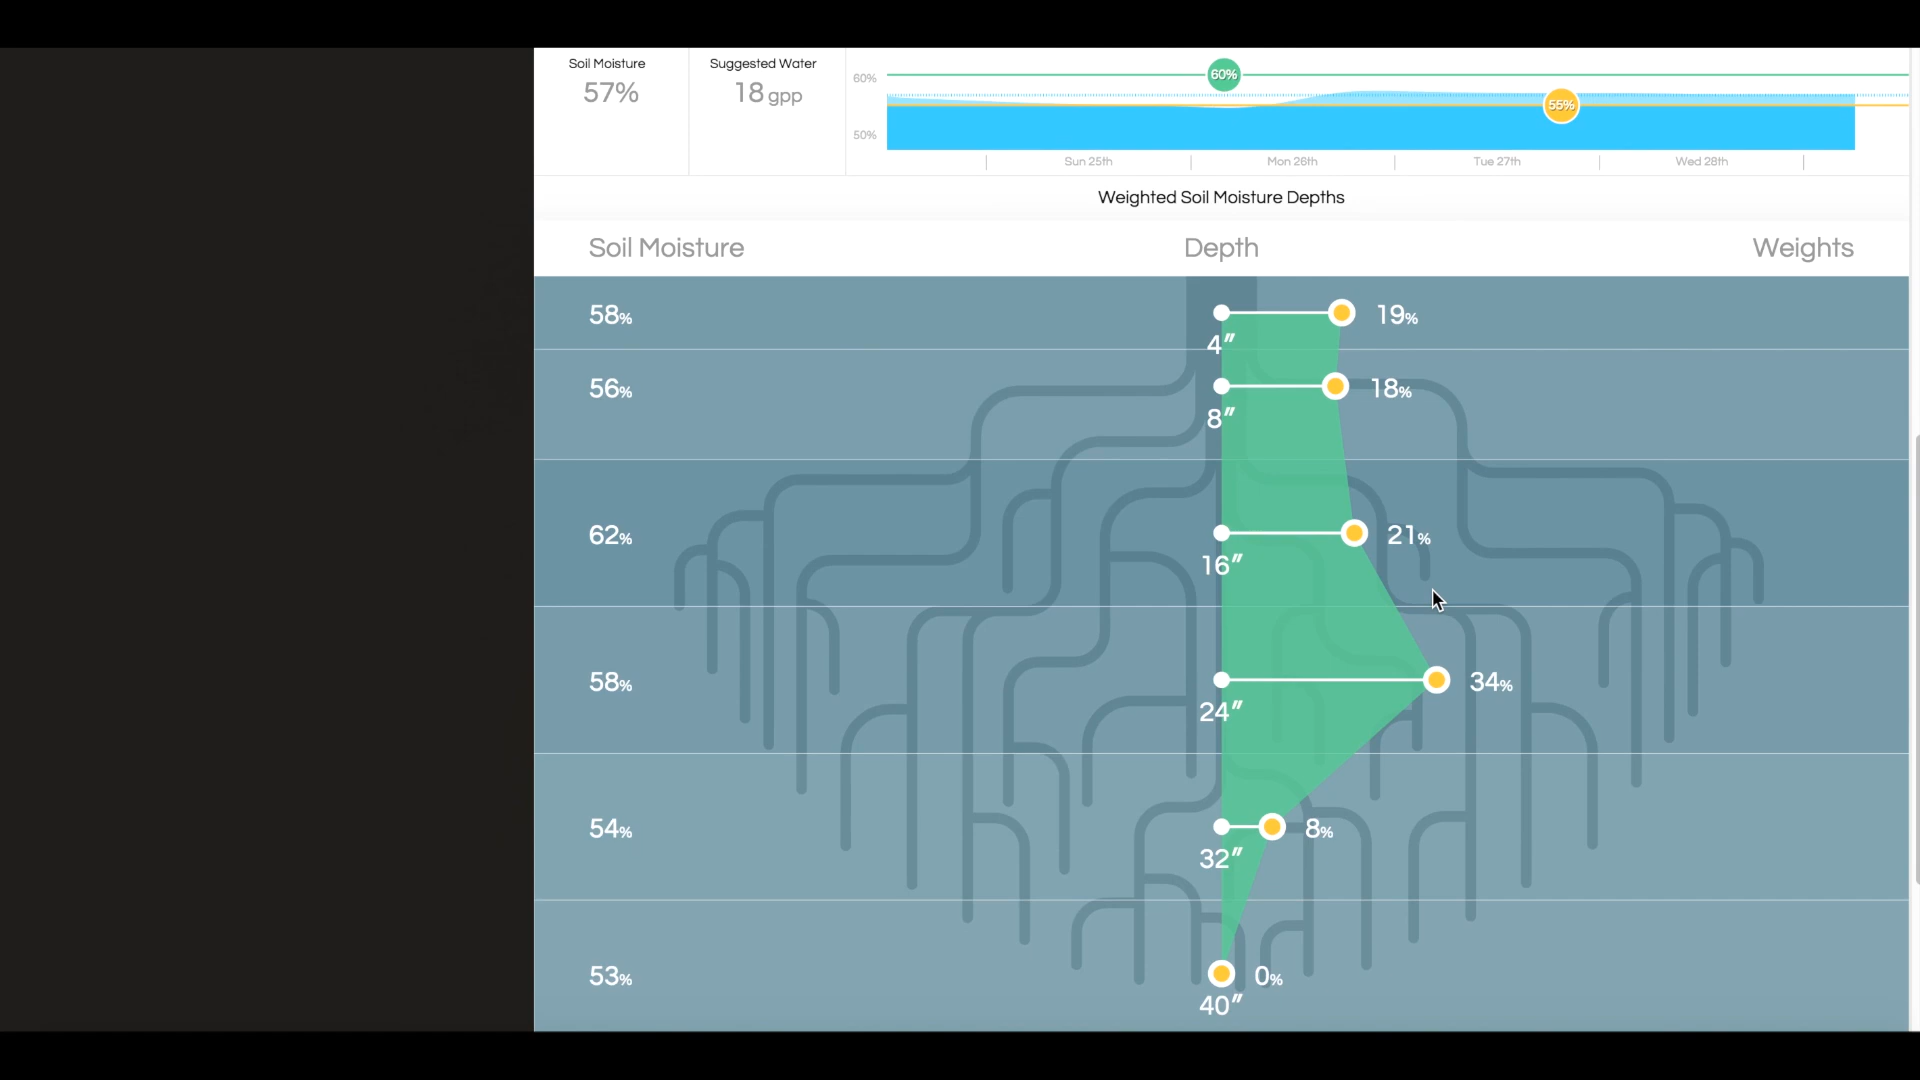 Soil Moisture
57%
Suggested Water
18 gpp
60%
50%
60%
55%
Sun 25th
Mon 26th
Tue 27th
Wed 28th
Weighted Soil Moisture Depths
Soil Moisture
Depth
Weights
58%
4″
19%
56%
8″
18%
62%
16″
21%
58%
24″
34%
54%
32″
8%
53%
40″
0%